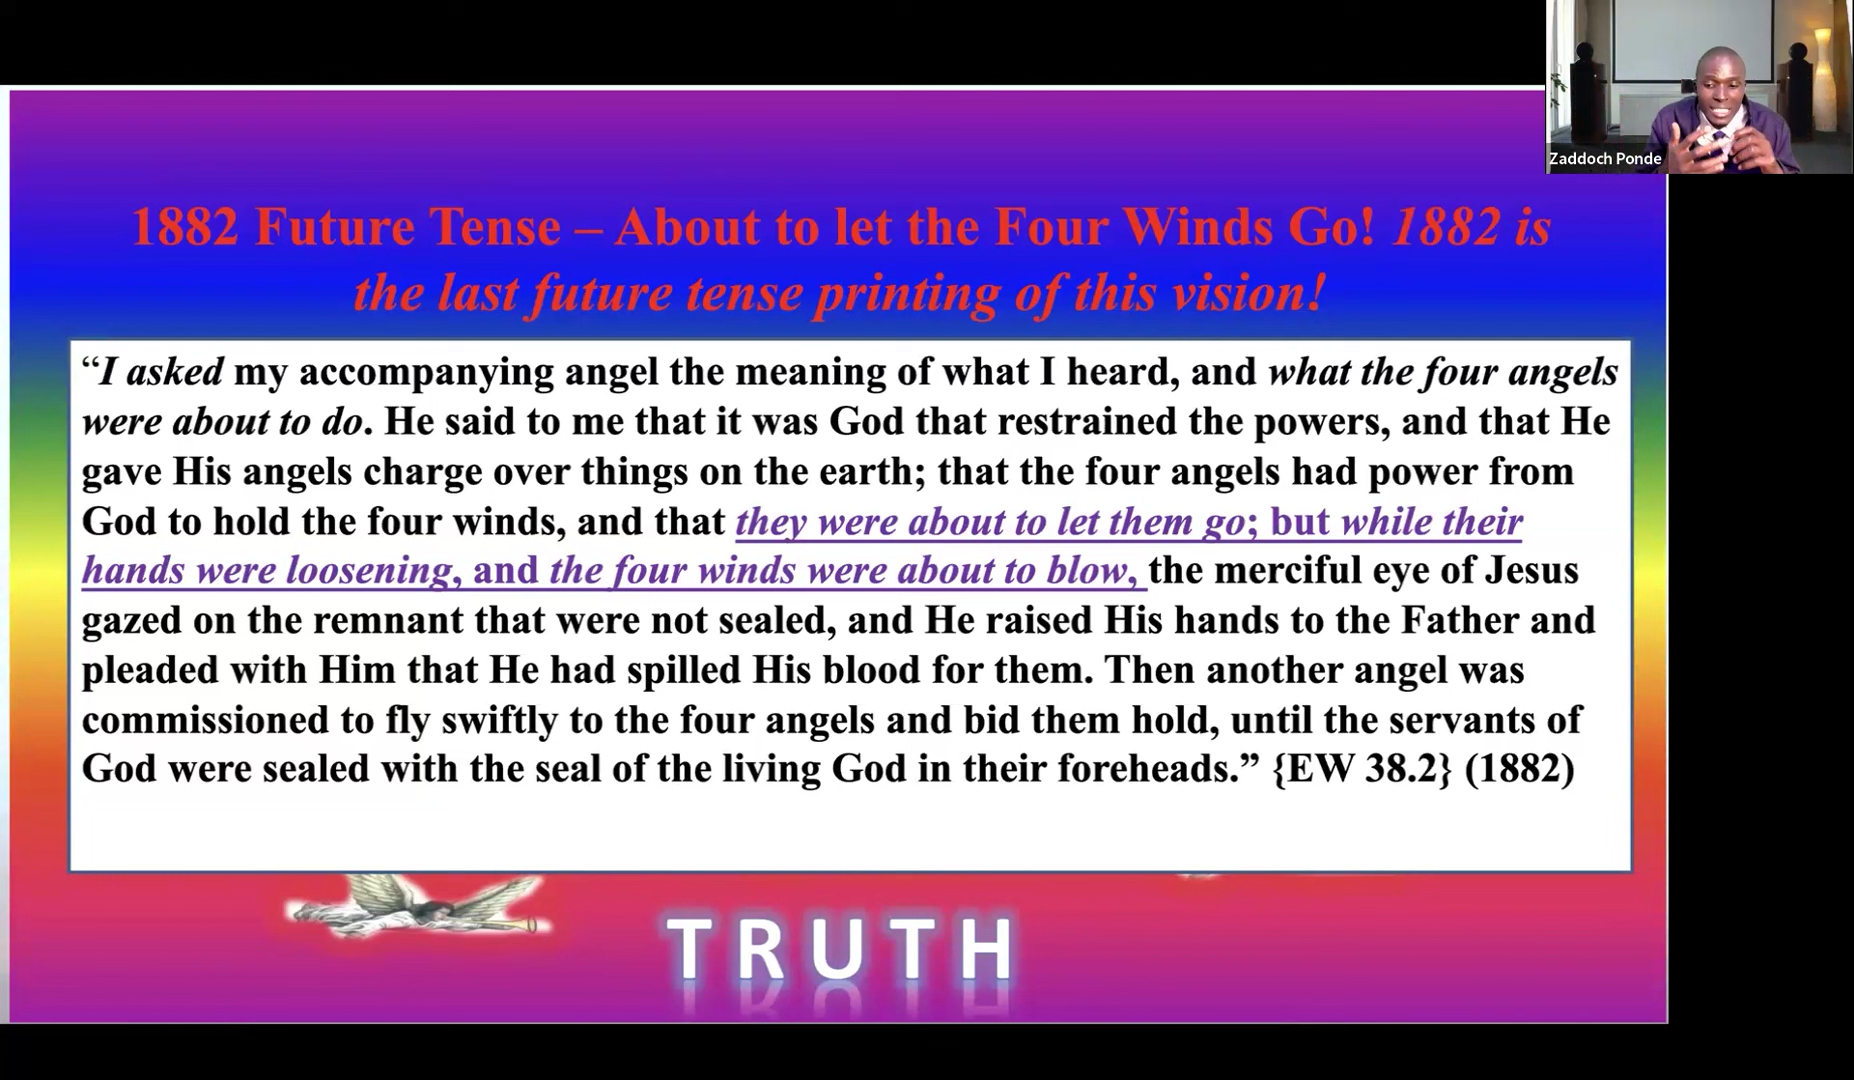 Zaddoch Ponde
1882 Future Tense – About to let the Four Winds Go! 1882 is
the last future tense printing of this vision!
“I asked my accompanying angel the meaning of what I heard, and what the four angels
were about to do. He said to me that it was God that restrained the powers, and that He
gave His angels charge over things on the earth; that the four angels had power from
God to hold the four winds, and that they were about to let them go; but while their
hands were loosening, and the four winds were about to blow, the merciful eye of Jesus
gazed on the remnant that were not sealed, and He raised His hands to the Father and
pleaded with Him that He had spilled His blood for them. Then another angel was
commissioned to fly swiftly to the four angels and bid them hold, until the servants of
God were sealed with the seal of the living God in their foreheads.” {EW 38.2} (1882)
TRUTH